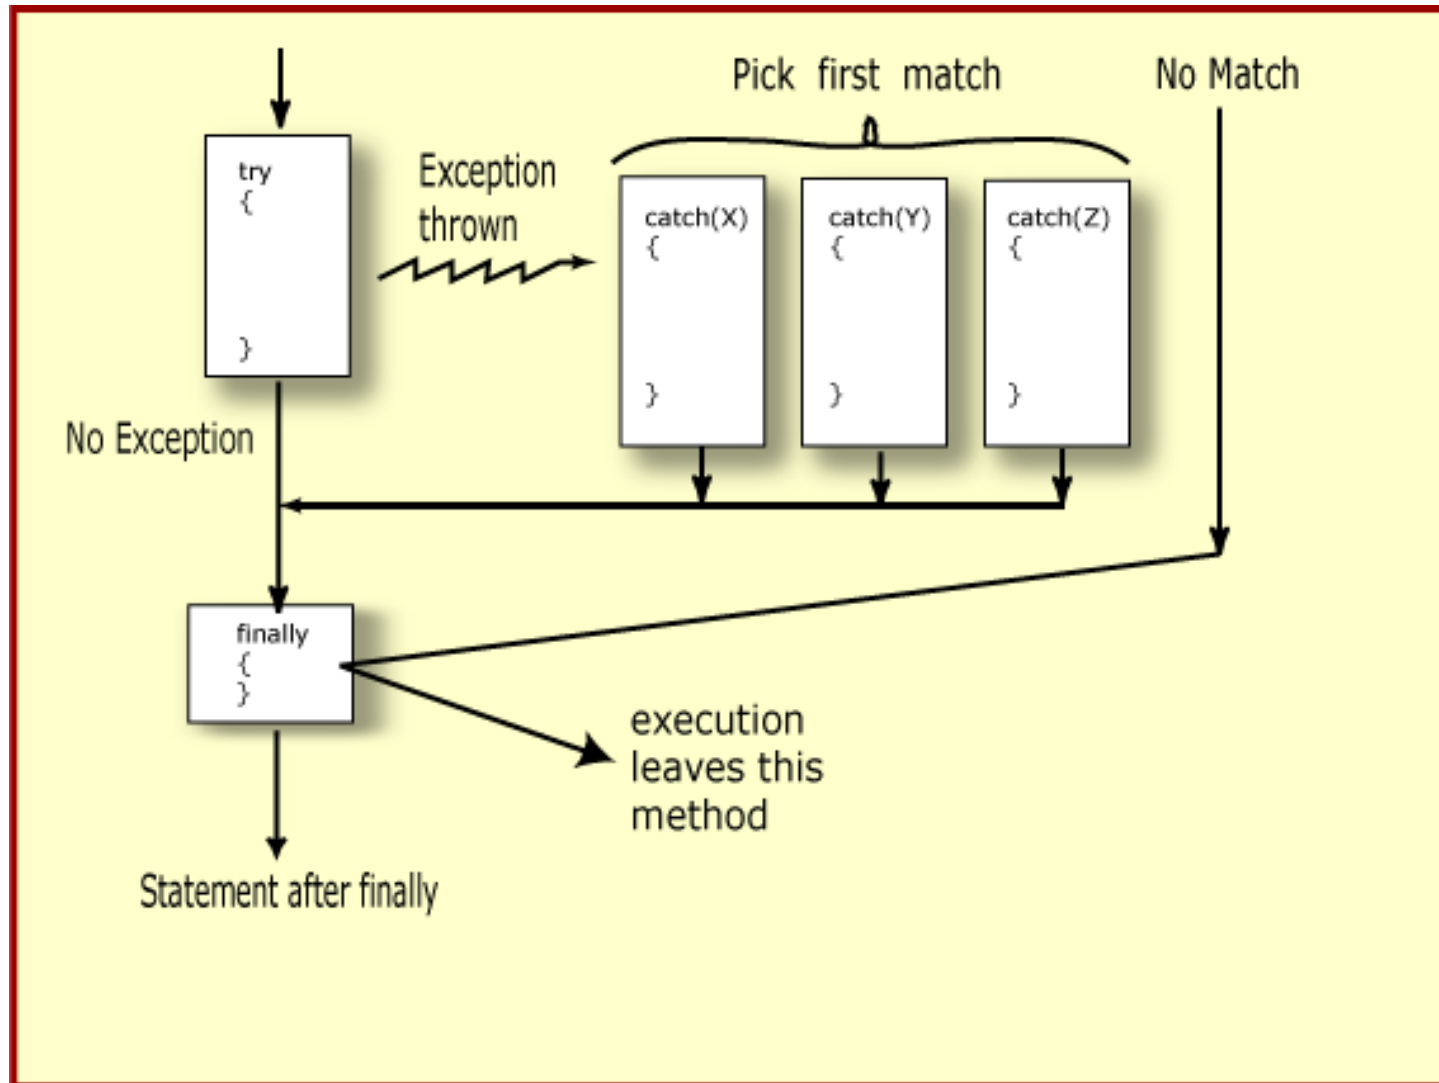 Pick first match
No Match
try
{
}
Exception
thrown
catch(X)
{
}
catch(Y)
{
}
catch(Z)
{
}
No Exception
finally
{
}
execution
leaves this
method
Statement after finally